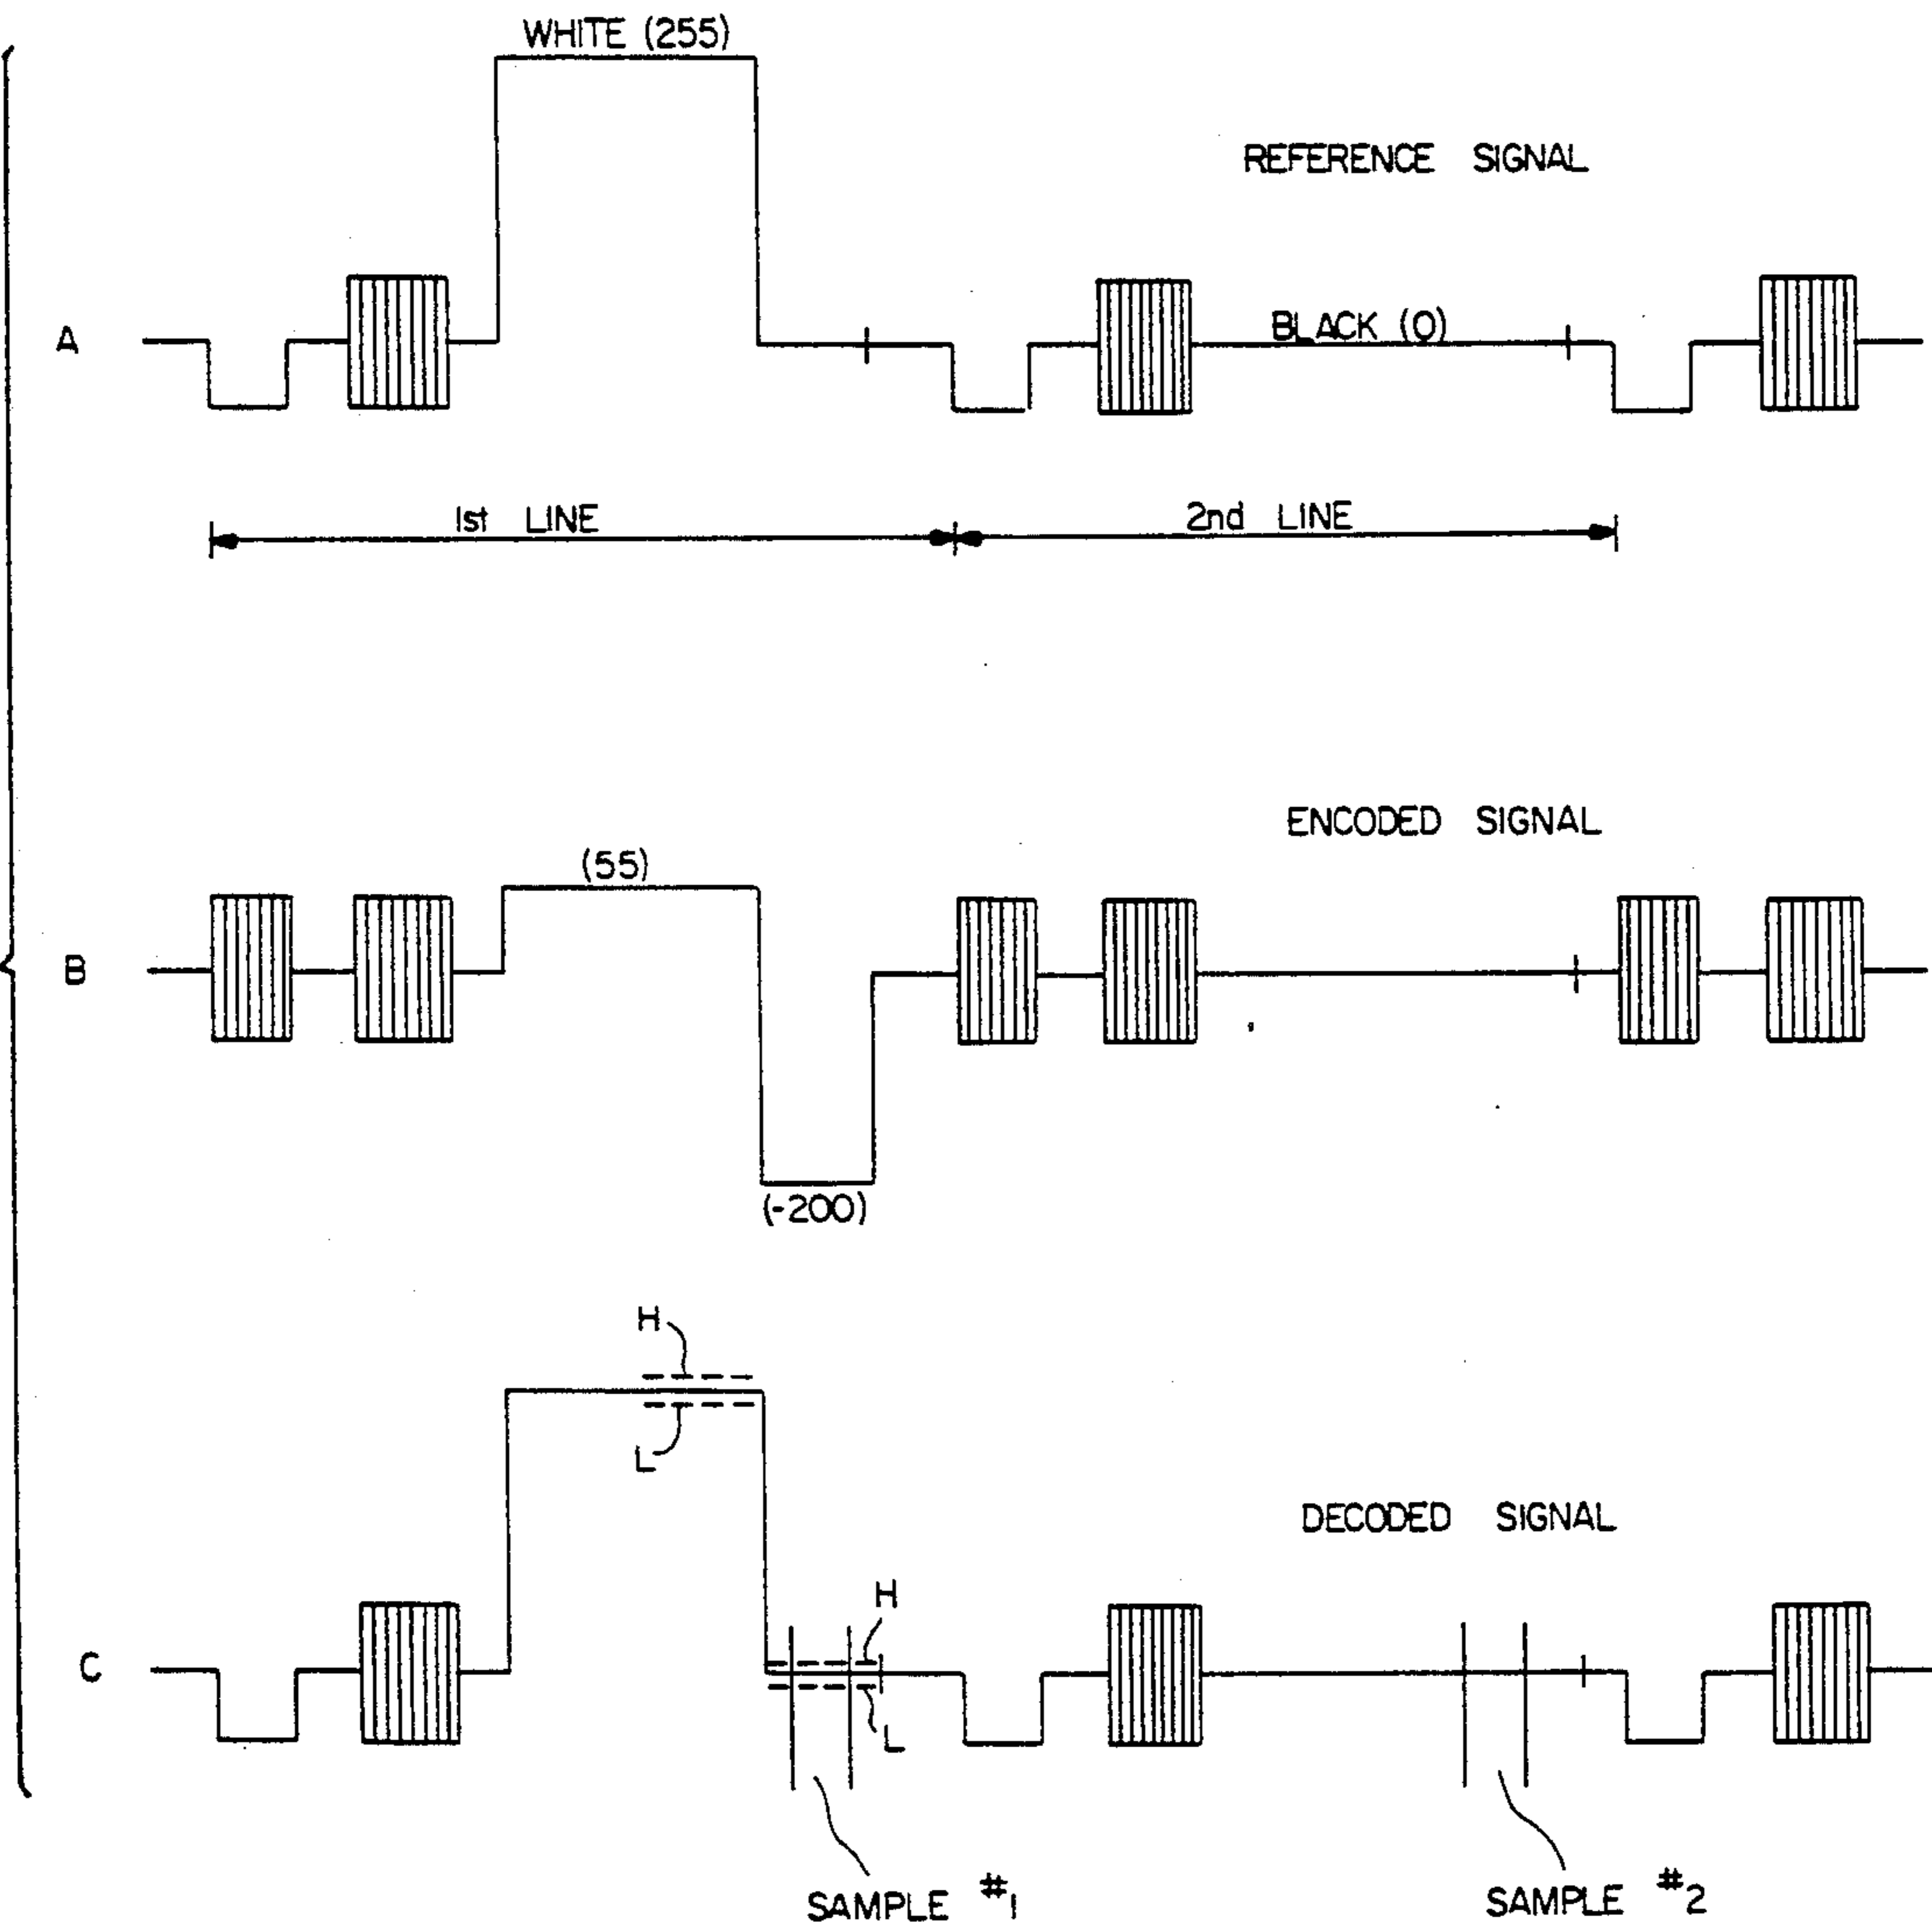 WHITE (255)
REFERENCE SIGNAL
A
BLACK (0)
1st LINE
2nd LINE
ENCODED SIGNAL
(55)
B
(-200)
H
L
DECODED SIGNAL
H
C
L
SAMPLE #1
SAMPLE #2